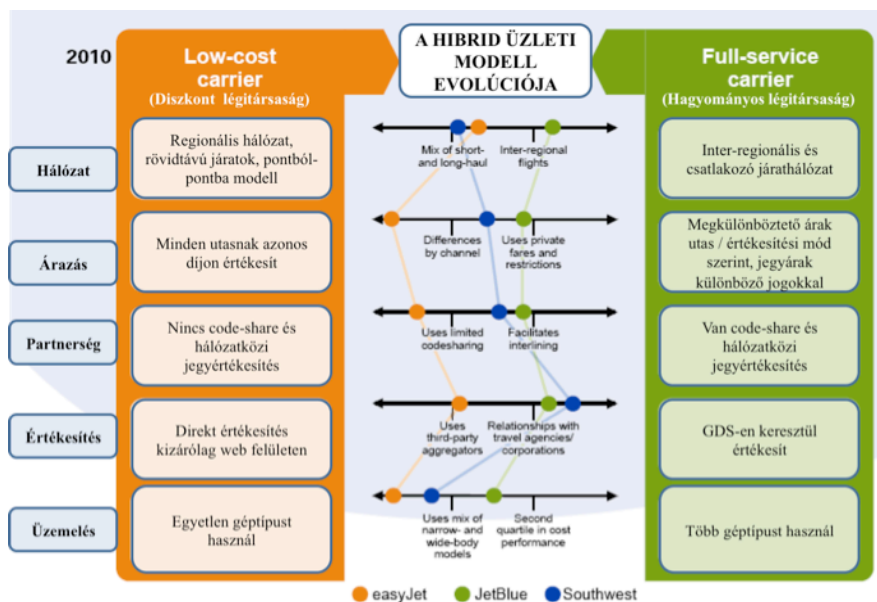 2010
Low-cost
carrier
(Diszkont légitársaság)
A HIBRID ÜZLETI
MODELL
EVOLÚCIÓJA
Full-service
carrier
(Hagyományos légitársaság)
Hálózat
Regionális hálózat,
rövidtávú járatok, pontból-
pontba modell
Mix of short-
and long-haul
Inter-regional
flights
Inter-regionális és
csatlakozó járathálózat
Árazás
Minden utasnak azonos
díjon értékesít
Differences
by channel
Uses private
fares and
restrictions
Megkülönböztető árak
utas / értékesítési mód
szerint, jegyárak
különböző jogokkal
Partnerség
Nincs code-share és
hálózatközi
jegyértékesítés
Uses limited
codesharing
Facilitates
interlining
Van code-share és
hálózatközi
jegyértékesítés
Értékesítés
Direkt értékesítés
kizárólag web felületen
Uses
third-party
aggregators
Relationships with
travel agencies/
corporations
GDS-en keresztül
értékesít
Üzemelés
Egyetlen géptípust
használ
Uses mix of
narrow- and
wide-body
models
Second
quartile in cost
performance
Több géptípust használ
easyJet
JetBlue
Southwest